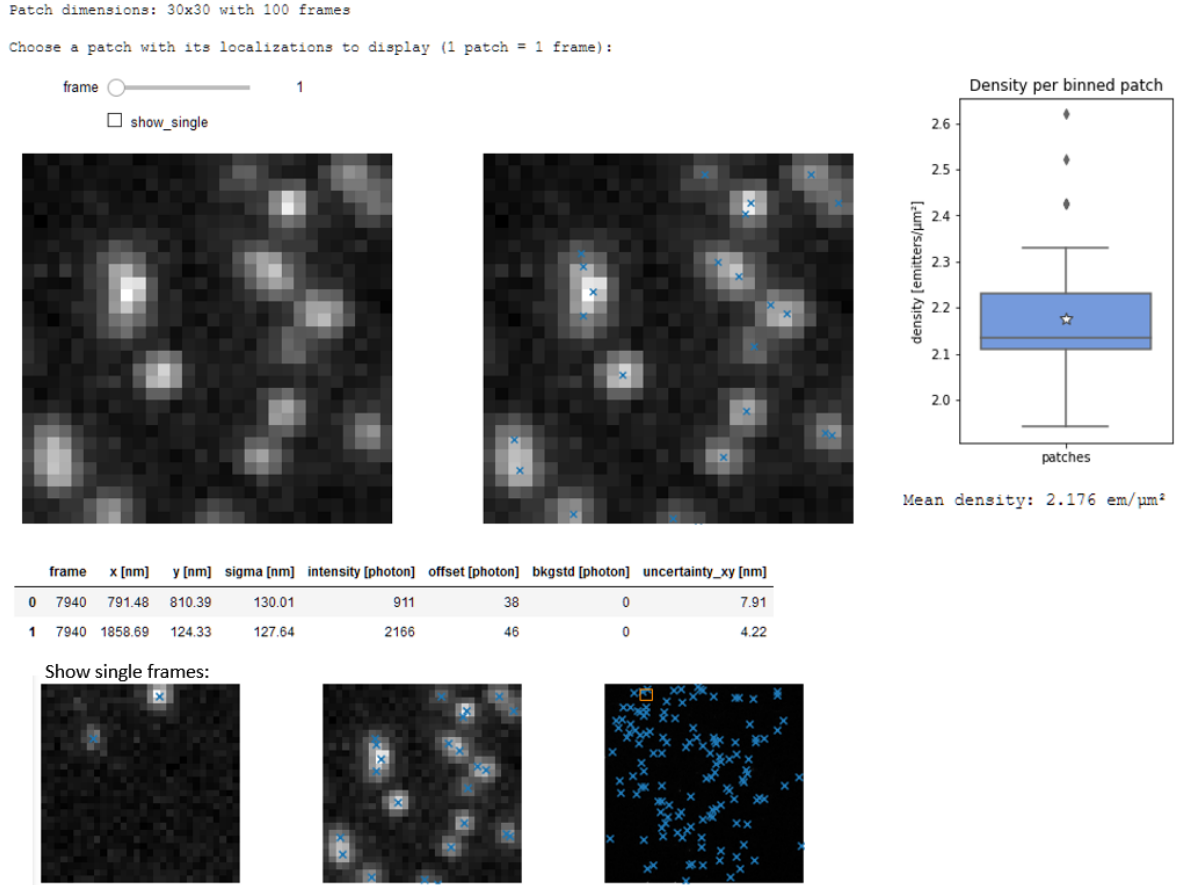 Patch dimensions: 30x30 with 100 frames
Choose a patch with its localizations to display (1 patch = 1 frame):
frame 1
show_single
Density per binned patch
2.6
2.5
2.4
2.3
2.2
2.1
2.0
density [emitters/μm²]
patches
Mean density: 2.176 em/μm²
frame x [nm] y [nm] sigma [nm] intensity [photon] offset [photon] bkgstd [photon] uncertainty_xy [nm]
0 7940 791.48 810.39 130.01 911 38 0 7.91
1 7940 1858.69 124.33 127.64 2166 46 0 4.22
Show single frames: